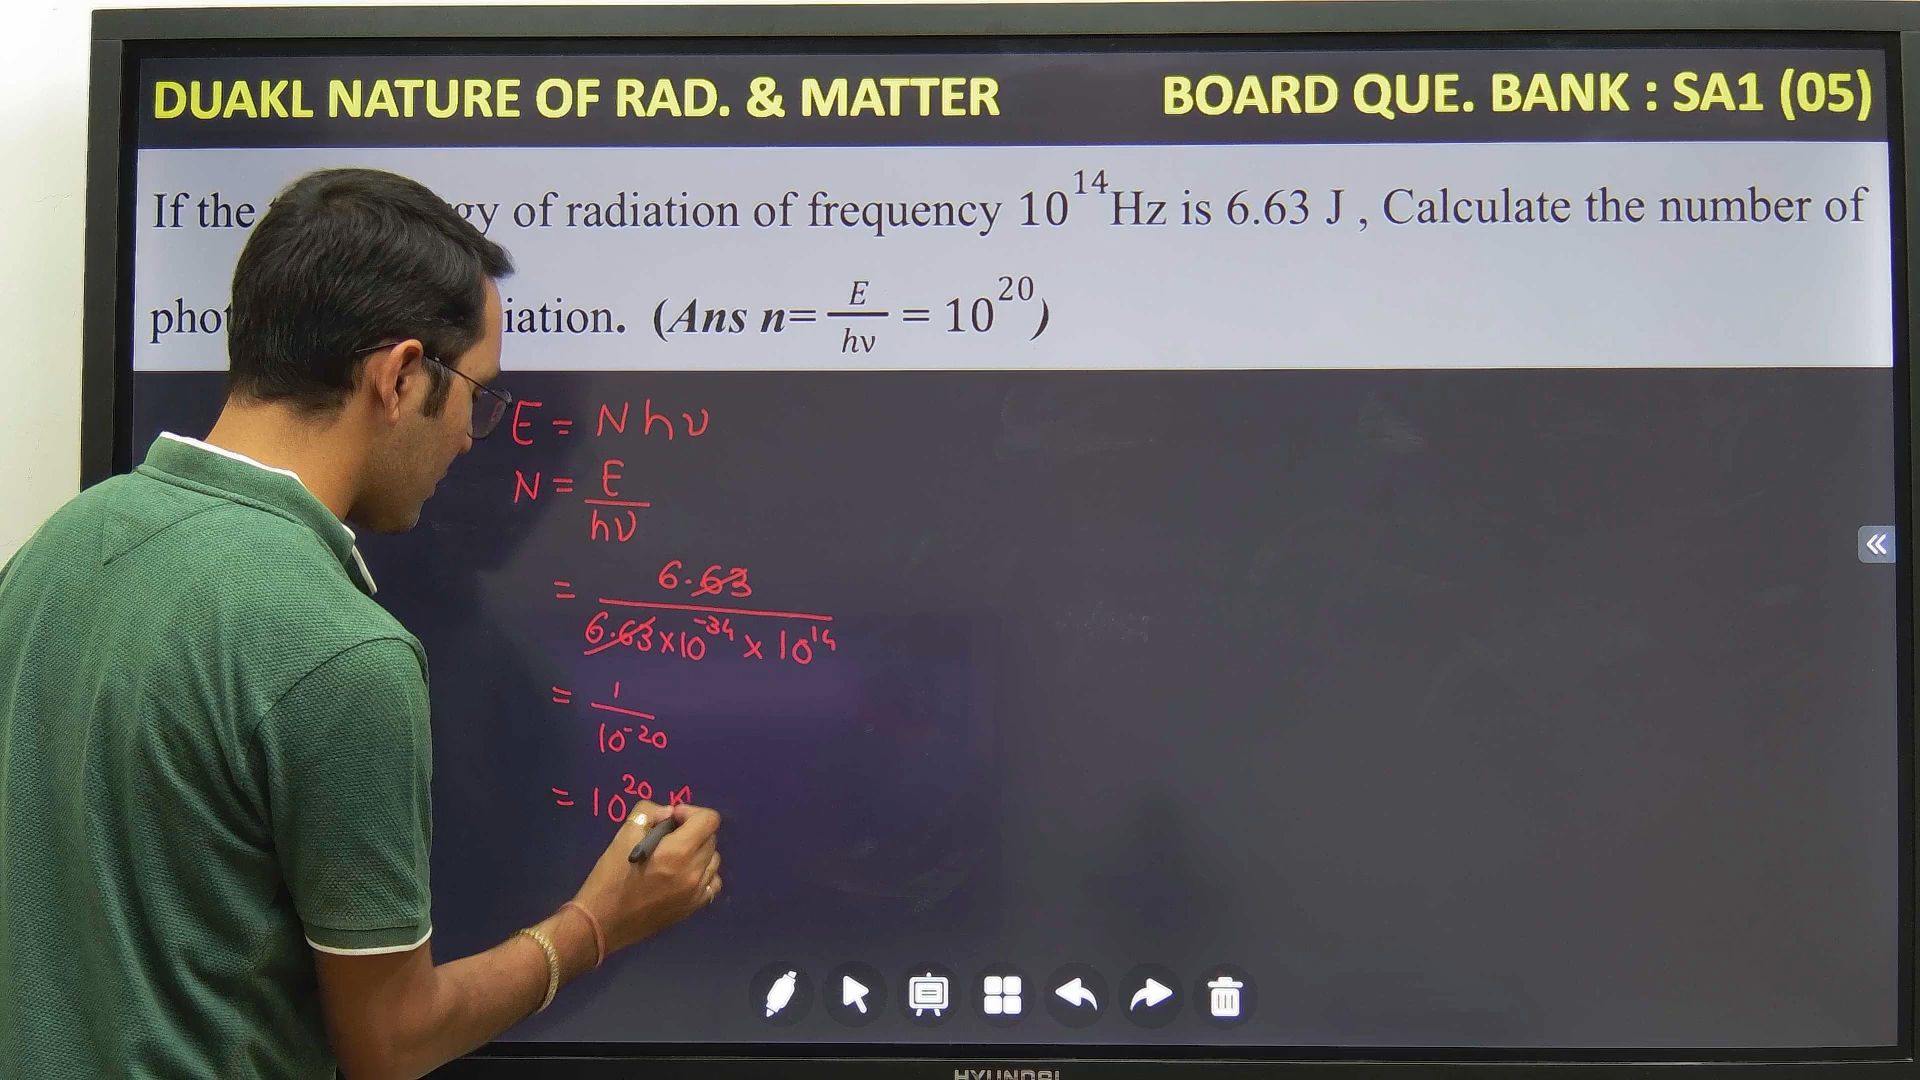 DUAKL NATURE OF RAD. & MATTER BOARD QUE. BANK : SA1 (05)
If the gy of radiation of frequency 10^14 Hz is 6.63 J , Calculate the number of
iation. (Ans n= E/hν = 10^20)
E = Nhν
N = E/hν
= 6.63 / 6.63×10^-34 × 10^14
= 1/10^-20
= 10^20
HYUNDAI